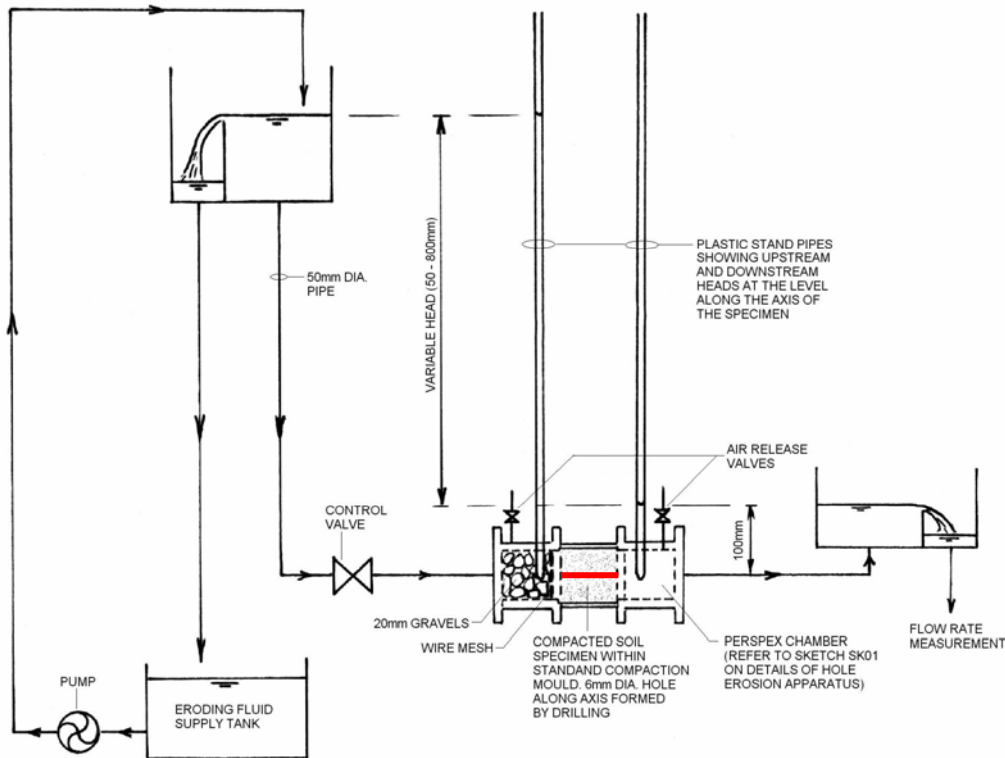 50mm DIA.
PIPE
VARIABLE HEAD (50 - 800mm)
PLASTIC STAND PIPES
SHOWING UPSTREAM
AND DOWNSTREAM
HEADS AT THE LEVEL
ALONG THE AXIS OF
THE SPECIMEN
AIR RELEASE
VALVES
CONTROL
VALVE
100mm
20mm GRAVELS
WIRE MESH
COMPACTED SOIL
SPECIMEN WITHIN
STANDAND COMPACTION
MOULD. 6mm DIA. HOLE
ALONG AXIS FORMED
BY DRILLING
PERSPEX CHAMBER
(REFER TO SKETCH SK01
ON DETAILS OF HOLE
EROSION APPARATUS)
FLOW RATE
MEASUREMENT
PUMP
ERODING FLUID
SUPPLY TANK